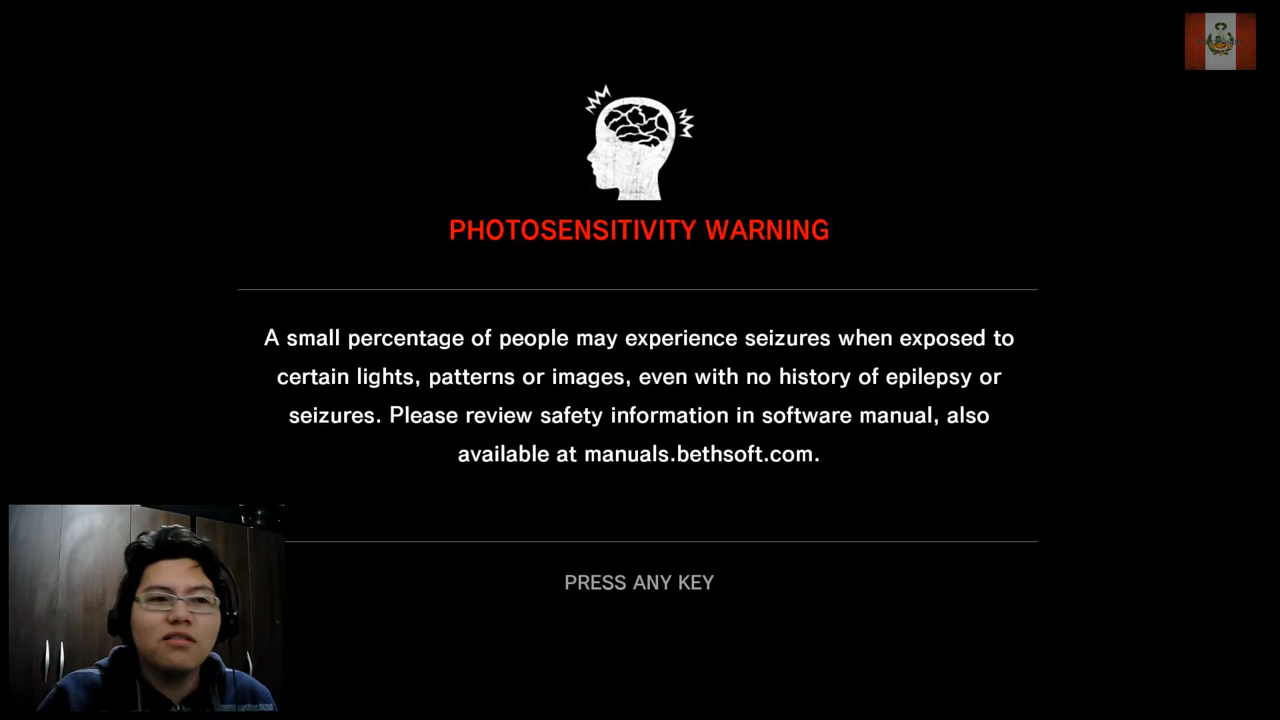 PHOTOSENSITIVITY WARNING
A small percentage of people may experience seizures when exposed to
certain lights, patterns or images, even with no history of epilepsy or
seizures. Please review safety information in software manual, also
available at manuals.bethsoft.com.
PRESS ANY KEY